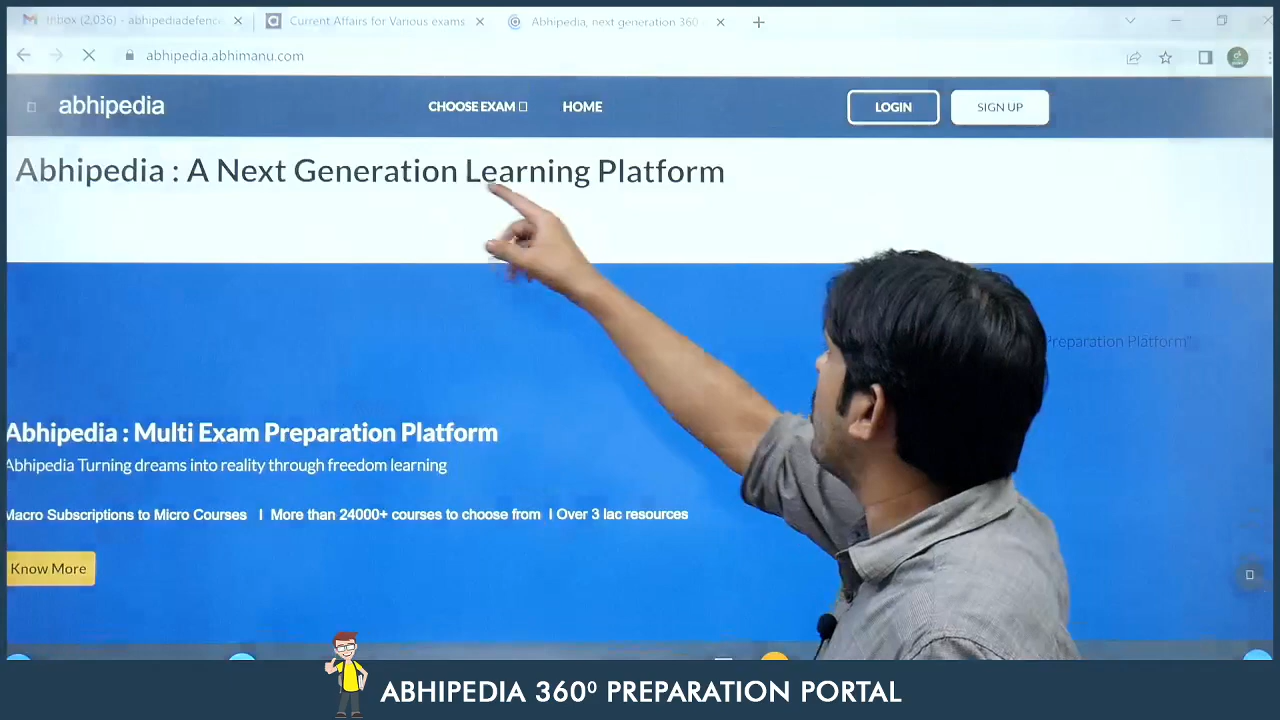 Inbox (2,036) - abhipediadefenc
Current Affairs for Various exams
Abhipedia, next generation 360
abhipedia.abhimanu.com
abhipedia
CHOOSE EXAM
HOME
LOGIN
SIGN UP
Abhipedia : A Next Generation Learning Platform
Preparation Platform"
Abhipedia : Multi Exam Preparation Platform
Abhipedia Turning dreams into reality through freedom learning
Macro Subscriptions to Micro Courses I More than 24000+ courses to choose from I Over 3 lac resources
Know More
ABHIPEDIA 360⁰ PREPARATION PORTAL